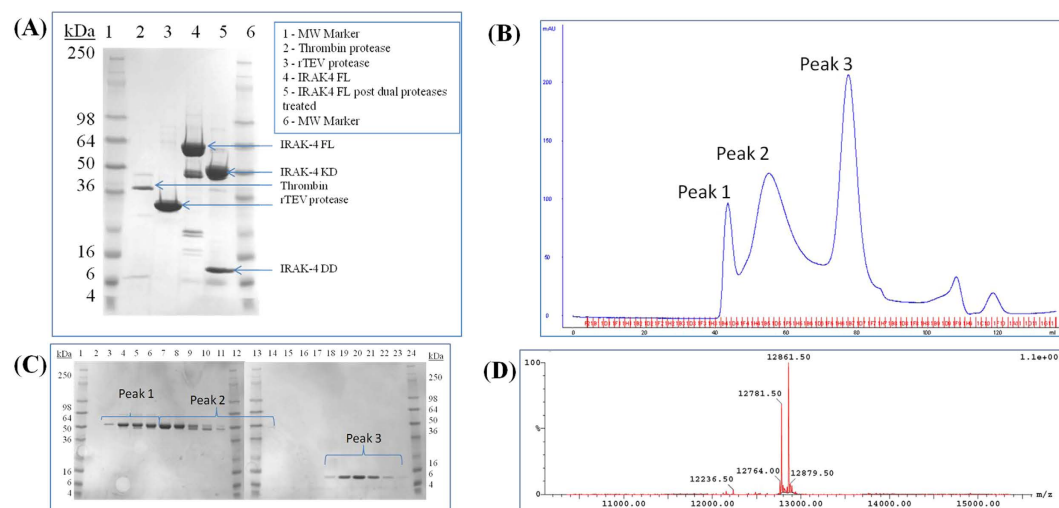 (A)
kDa 1 2 3 4 5 6
250
98
64
50
36
16
6
4
1 - MW Marker
2 - Thrombin protease
3 - rTEV protease
4 - IRAK4 FL
5 - IRAK4 FL post dual proteases
treated
6 - MW Marker
IRAK-4 FL
IRAK-4 KD
Thrombin
rTEV protease
IRAK-4 DD
(B)
mAU
200
150
100
50
0
Peak 1
Peak 2
Peak 3
0 20 40 60 80 100 120 ml
(C)
kDa 1 2 3 4 5 6 7 8 9 10 11 12 13 14 15 16 17 18 19 20 21 22 23 24 kDa
250
98
64
50
36
16
6
4
Peak 1
Peak 2
Peak 3
250
98
64
50
36
16
6
4
(D)
12861.50
1.1e+00
100
12781.50
%
12764.00
12879.50
12236.50
0
m/z
11000.00 12000.00 13000.00 14000.00 15000.00